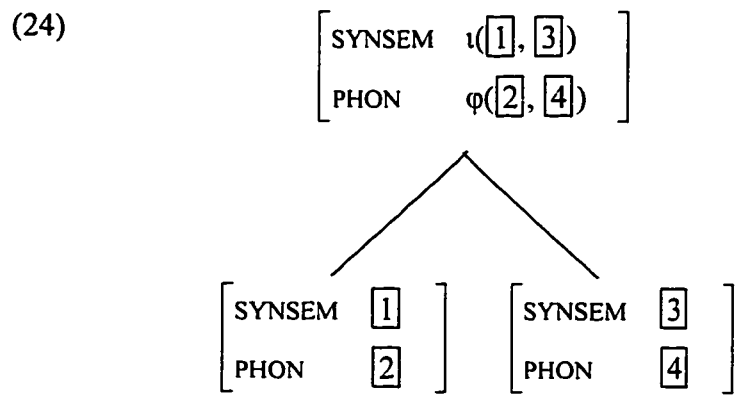 (24)
SYNSEM ι([1], [3])
PHON φ([2], [4])
SYNSEM [1] SYNSEM [3]
PHON [2] PHON [4]